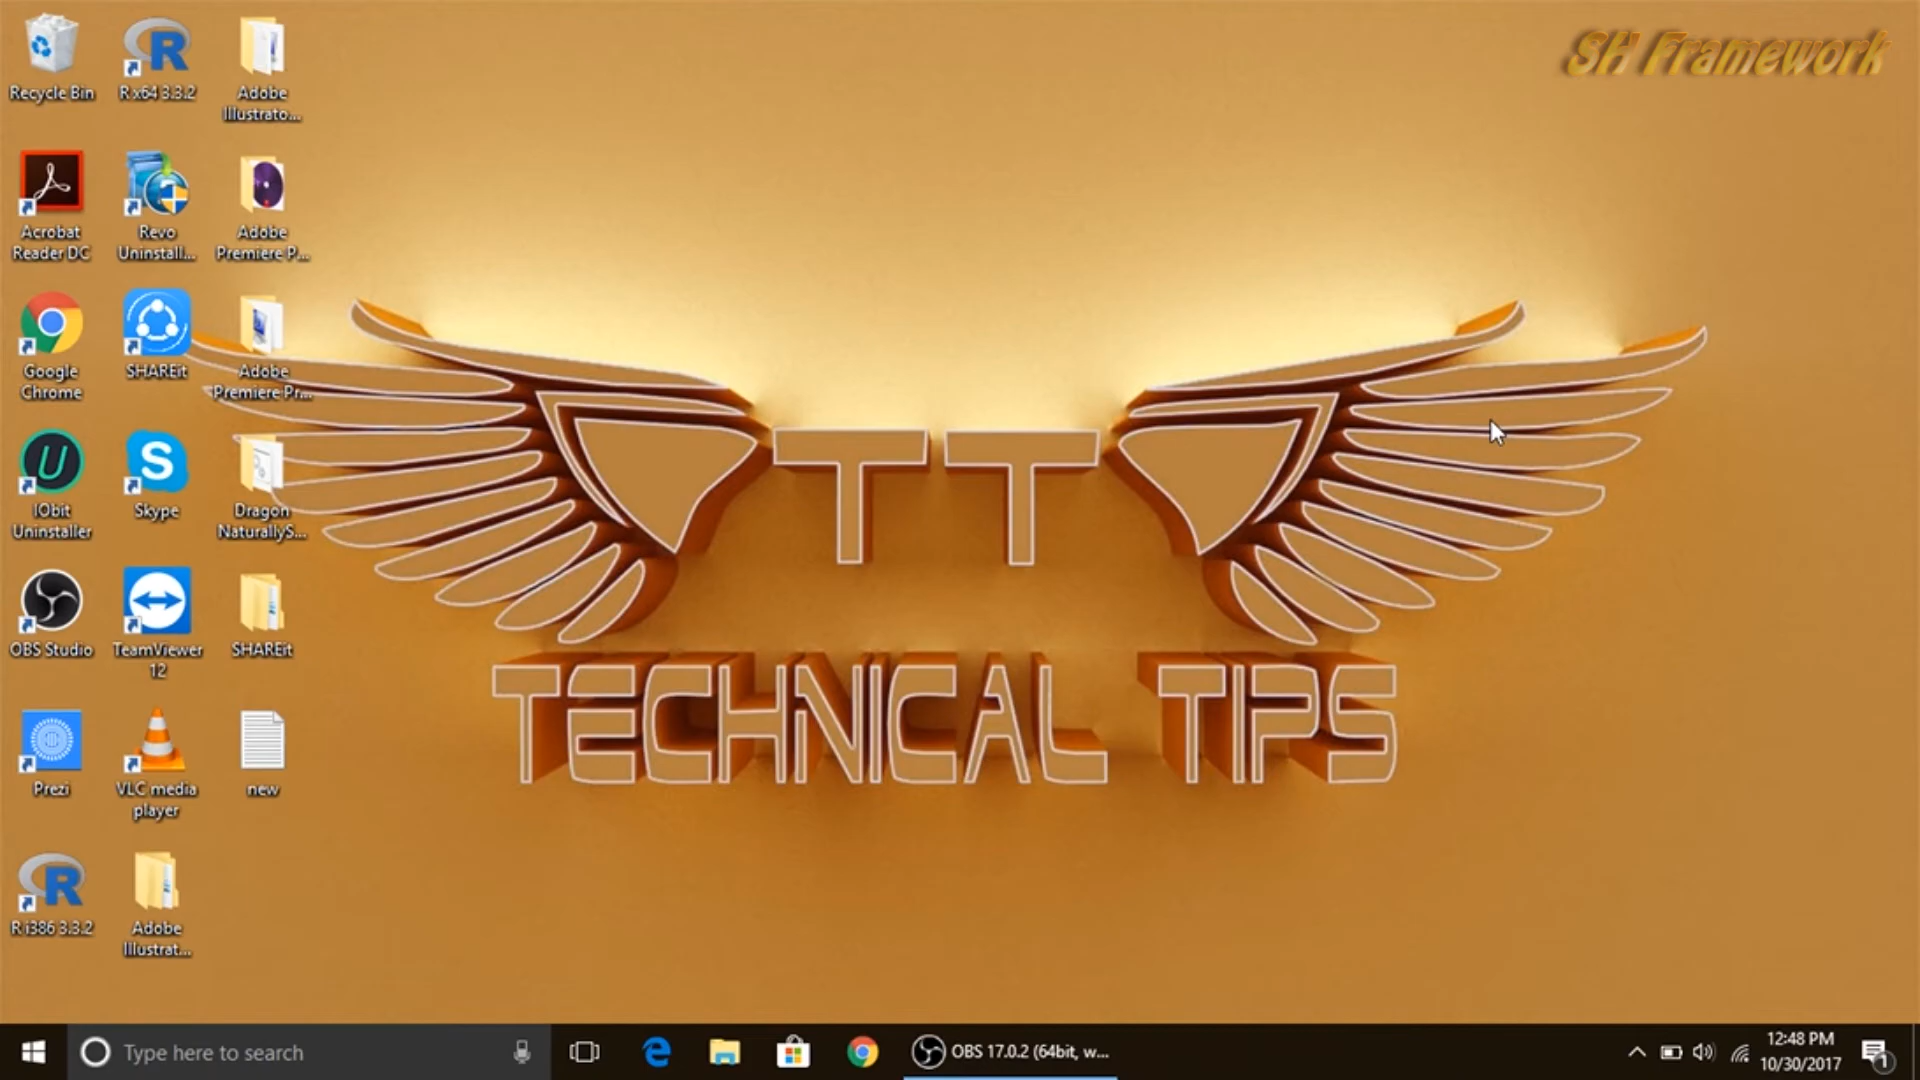 SH Framework
Recycle Bin
R x64 3.3.2
Adobe
Illustrato...
Acrobat
Reader DC
Revo
Uninstall...
Adobe
Premiere P...
Google
Chrome
SHAREit
Adobe
Premiere Pr...
IObit
Uninstaller
Skype
Dragon
NaturallyS...
OBS Studio
TeamViewer
12
SHAREit
Prezi
VLC media
player
new
R i386 3.3.2
Adobe
Illustrat...
TT
TECHNICAL TIPS
Type here to search
OBS 17.0.2 (64bit, w...
12:48 PM
10/30/2017
1